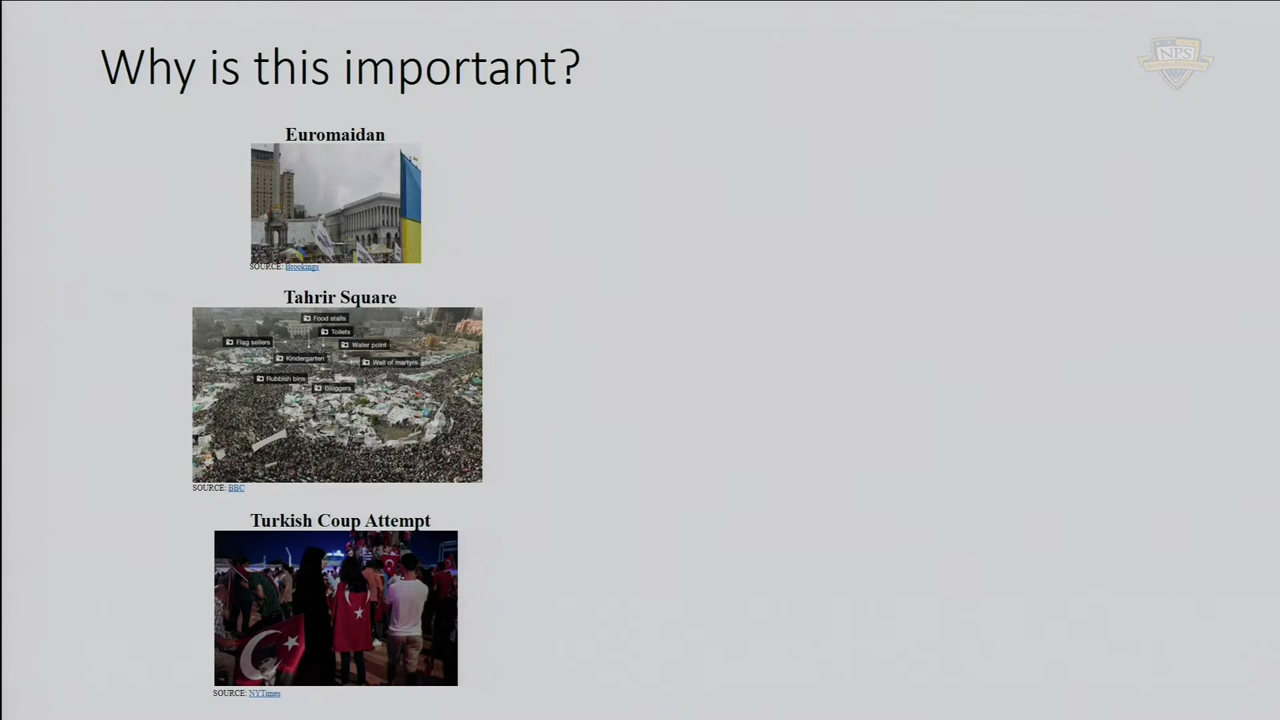 Why is this important?
NPS
Euromaidan
SOURCE: Brookings
Tahrir Square
Food stalls
Toilets
Flag sellers
Water point
Kindergarten
Wall of martyrs
Rubbish bins
Bloggers
SOURCE: BBC
Turkish Coup Attempt
SOURCE: NYTimes